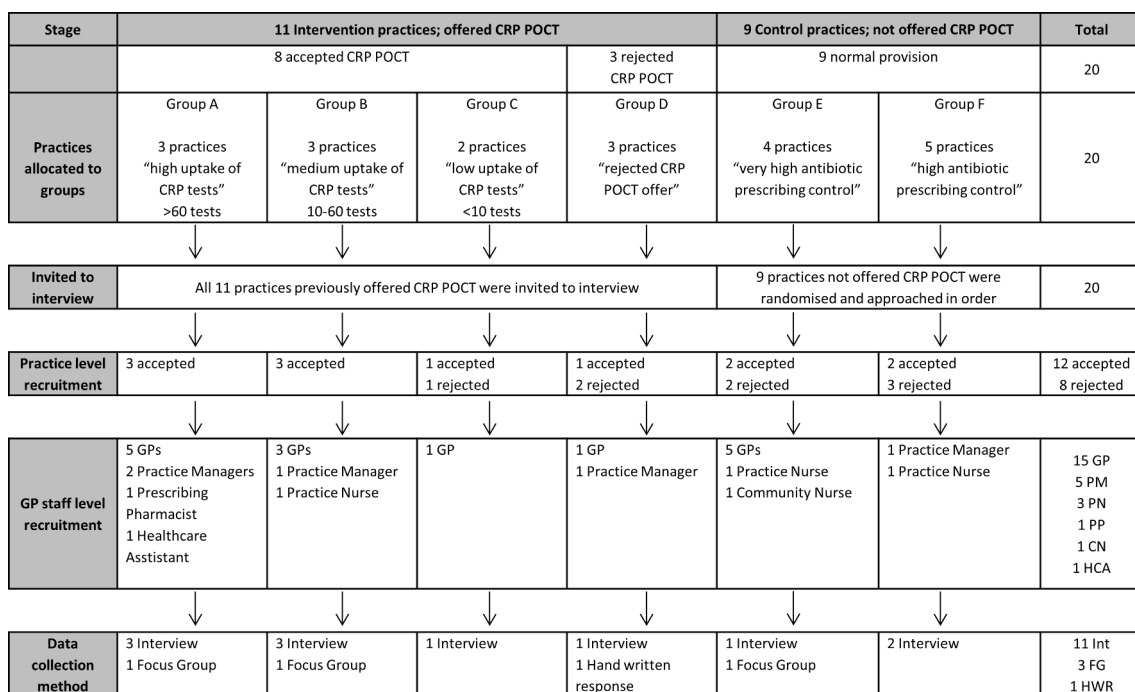 Stage
11 Intervention practices; offered CRP POCT
9 Control practices; not offered CRP POCT
Total
8 accepted CRP POCT
3 rejected
CRP POCT
9 normal provision
20
Practices
allocated to
groups
Group A
3 practices
“high uptake of
CRP tests”
>60 tests
Group B
3 practices
“medium uptake of
CRP tests”
10-60 tests
Group C
2 practices
“low uptake of
CRP tests”
<10 tests
Group D
3 practices
“rejected CRP
POCT offer”
Group E
4 practices
“very high antibiotic
prescribing control”
Group F
5 practices
“high antibiotic
prescribing control”
20
Invited to
interview
All 11 practices previously offered CRP POCT were invited to interview
9 practices not offered CRP POCT were
randomised and approached in order
20
Practice level
recruitment
3 accepted
3 accepted
1 accepted
1 rejected
1 accepted
2 rejected
2 accepted
2 rejected
2 accepted
3 rejected
12 accepted
8 rejected
GP staff level
recruitment
5 GPs
2 Practice Managers
1 Prescribing
Pharmacist
1 Healthcare
Asstistant
3 GPs
1 Practice Manager
1 Practice Nurse
1 GP
1 GP
1 Practice Manager
5 GPs
1 Practice Nurse
1 Community Nurse
1 Practice Manager
1 Practice Nurse
15 GP
5 PM
3 PN
1 PP
1 CN
1 HCA
Data
collection
method
3 Interview
1 Focus Group
3 Interview
1 Focus Group
1 Interview
1 Interview
1 Hand written
response
1 Interview
1 Focus Group
2 Interview
11 Int
3 FG
1 HWR